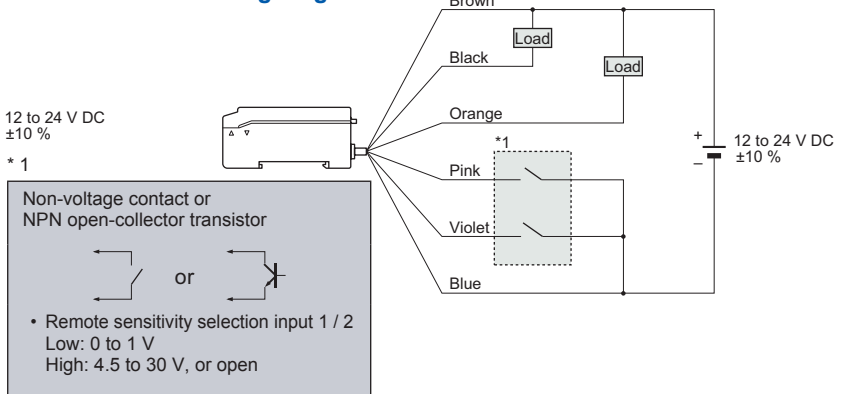 Brown
Load
Black
Load
Orange
12 to 24 V DC
±10 %
* 1
*1
+
–
12 to 24 V DC
±10 %
Pink
Non-voltage contact or
NPN open-collector transistor
Violet
or
Blue
• Remote sensitivity selection input 1 / 2
Low: 0 to 1 V
High: 4.5 to 30 V, or open